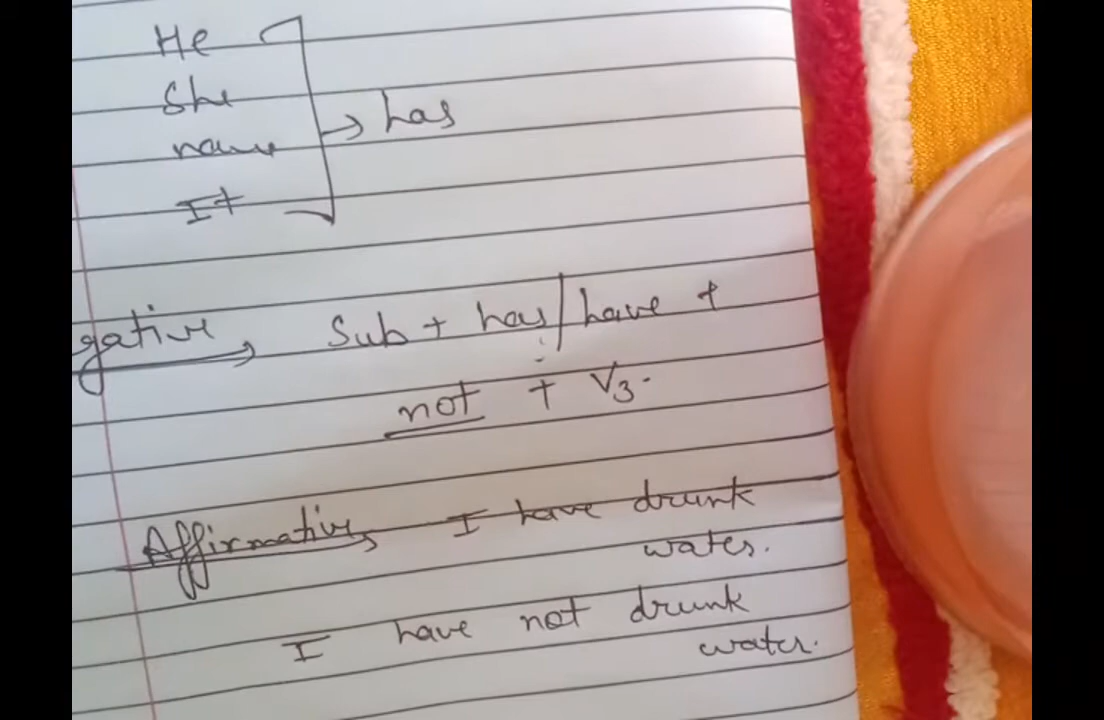 He
She
name → has
It
gative → Sub + has/have +
not + V3.
Affirmative → I have drunk
water.
I have not drunk
water.